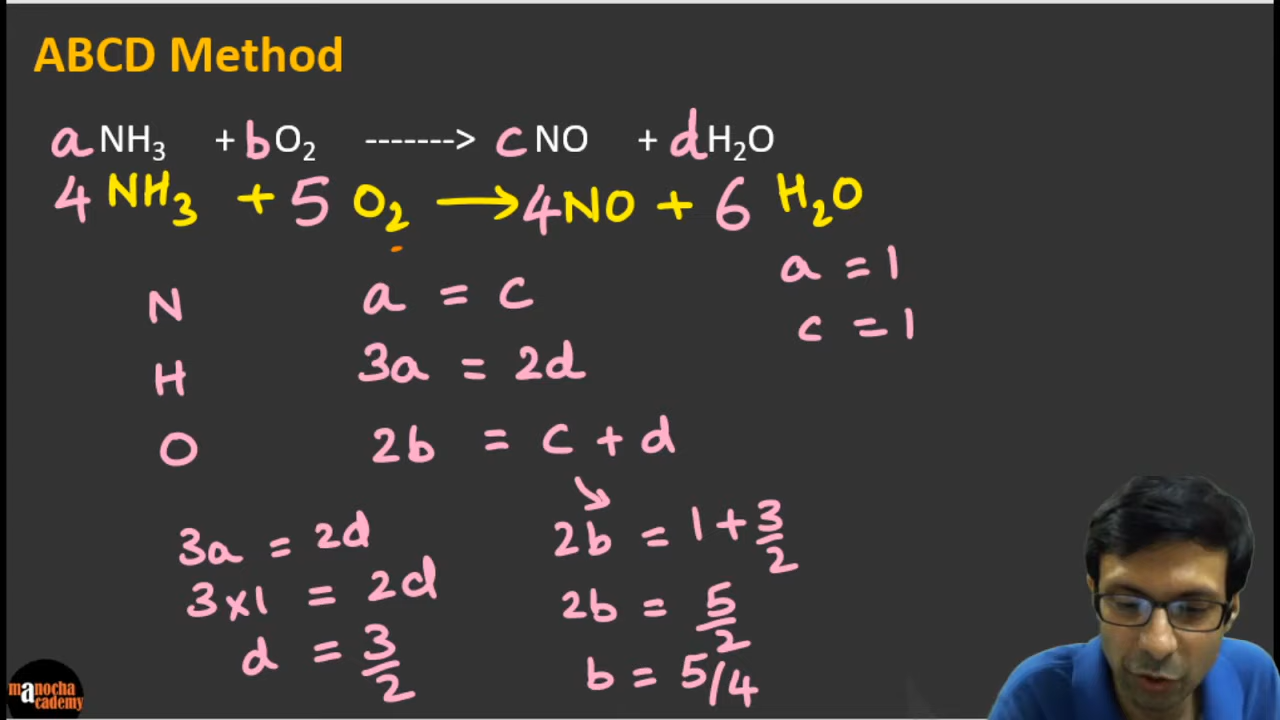 ABCD Method
a NH₃ + b O₂ -------> c NO + d H₂O
4 NH₃ + 5 O₂ → 4 NO + 6 H₂O
a = 1
N a = c
c = 1
H 3a = 2d
O 2b = c + d
3a = 2d
3×1 = 2d
d = 3/2
2b = 1 + 3/2
2b = 5/2
b = 5/4
manocha
academy